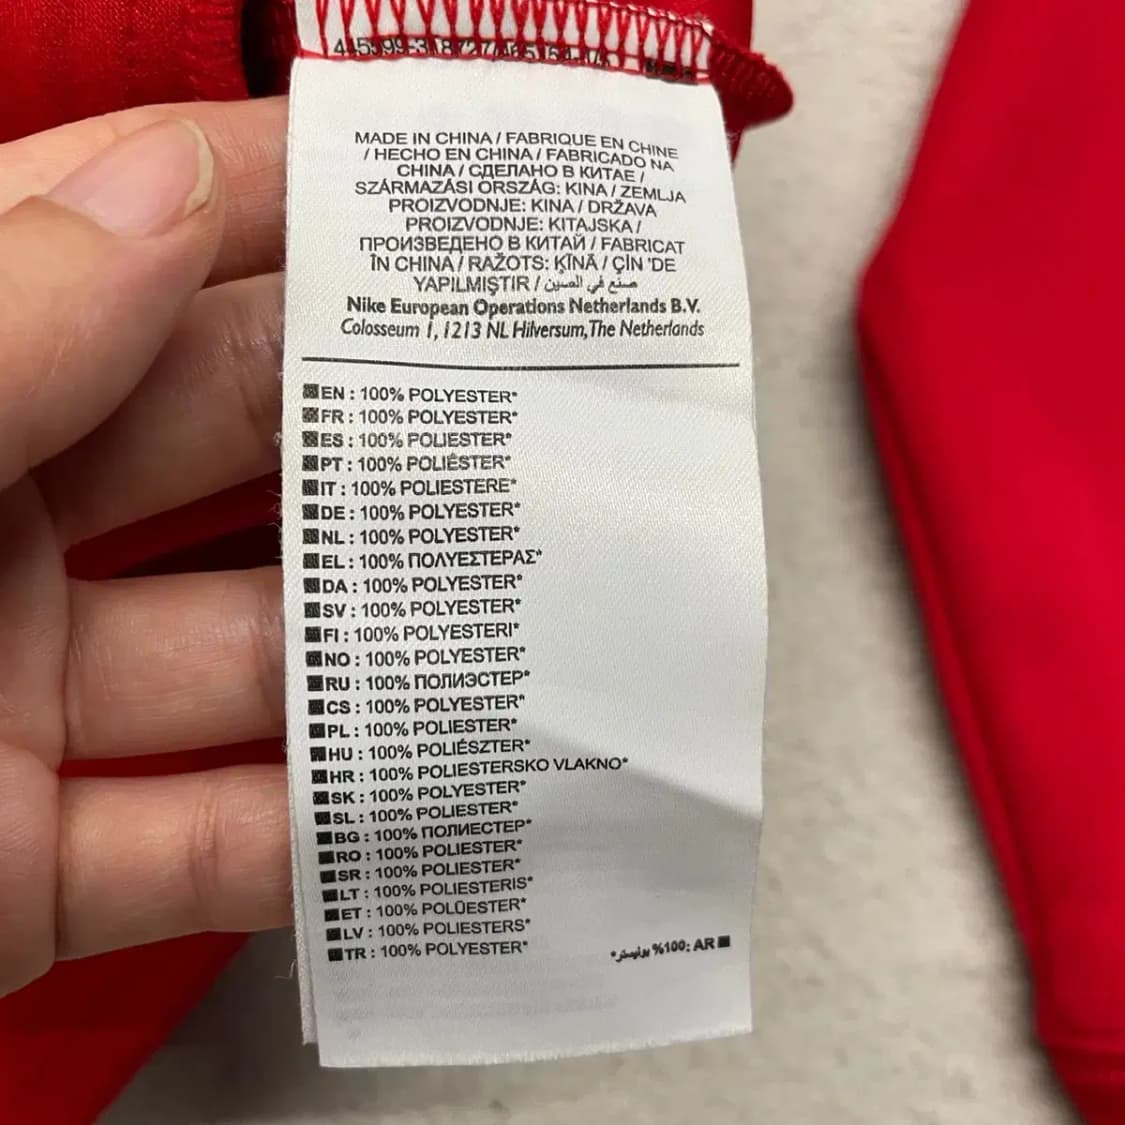 MADE IN CHINA / FABRIQUE EN CHINE
/ HECHO EN CHINA / FABRICADO NA
CHINA / СДЕЛАНО В КИТАЕ /
SZÁRMAZÁSI ORSZÁG: KINA / ZEMLJA
PROIZVODNJE: KINA / DRŽAVA
PROIZVODNJE: KITAJSKA /
ПРОИЗВЕДЕНО В КИТАЙ / FABRICAT
ÎN CHINA / RAŽOTS: ĶĪNĀ / ÇİN 'DE
YAPILMIŞTIR / صنع في الصين
Nike European Operations Netherlands B.V.
Colosseum 1, 1213 NL Hilversum, The Netherlands
EN : 100% POLYESTER*
FR : 100% POLYESTER*
ES : 100% POLIESTER*
PT : 100% POLIÉSTER*
IT : 100% POLIESTERE*
DE : 100% POLYESTER*
NL : 100% POLYESTER*
EL : 100% ΠΟΛΥΕΣΤΕΡΑΣ*
DA : 100% POLYESTER*
SV : 100% POLYESTER*
FI : 100% POLYESTERI*
NO : 100% POLYESTER*
RU : 100% ПОЛИЭСТЕР*
CS : 100% POLYESTER*
PL : 100% POLIESTER*
HU : 100% POLIÉSZTER*
HR : 100% POLIESTERSKO VLAKNO*
SK : 100% POLYESTER*
SL : 100% POLIESTER*
BG : 100% ПОЛИЕСТЕР*
RO : 100% POLIESTER*
SR : 100% POLIESTER*
LT : 100% POLIESTERIS*
ET : 100% POLÜESTER*
LV : 100% POLIESTERS*
TR : 100% POLYESTER*
AR :100% بوليستر*